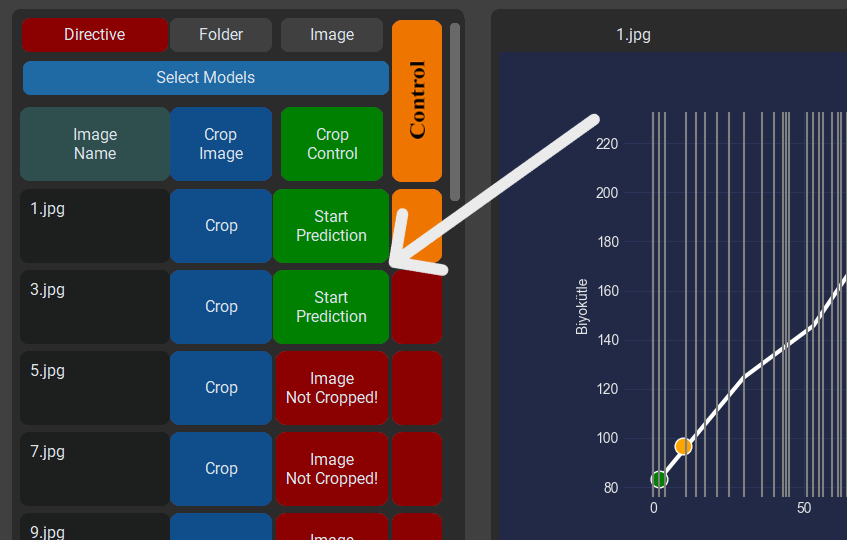 Directive
Folder
Image
Select Models
Control
Image
Name
Crop
Image
Crop
Control
1.jpg
Crop
Start
Prediction
3.jpg
Crop
Start
Prediction
5.jpg
Crop
Image
Not Cropped!
7.jpg
Crop
Image
Not Cropped!
9.jpg
Image
1.jpg
Biyokütle
220
200
180
160
140
120
100
80
0
50